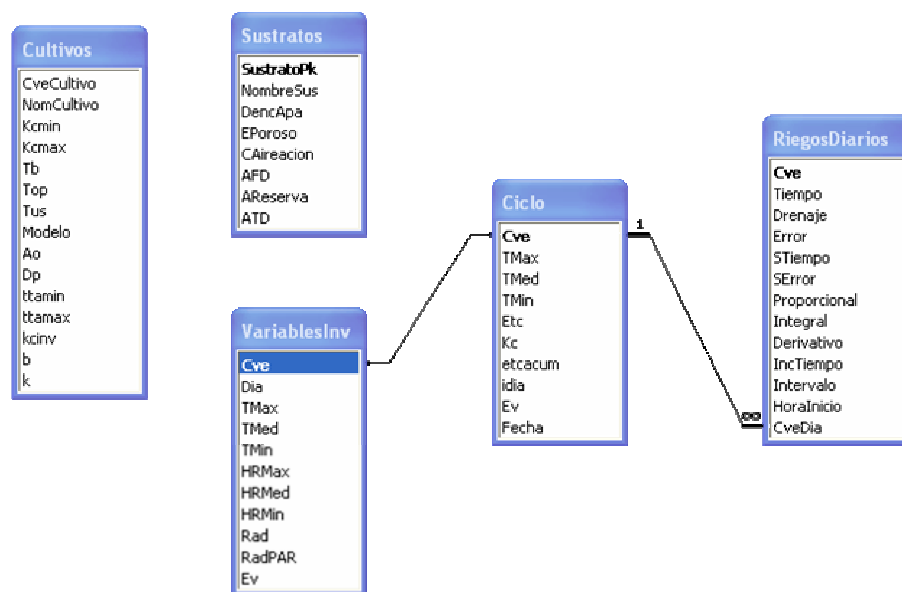 Cultivos
CveCultivo
NomCultivo
Kcmin
Kcmax
Tb
Top
Tus
Modelo
Ao
Dp
ttamin
ttamax
kcinv
b
k
Sustratos
SustratoPk
NombreSus
DencApa
EPoroso
CAireacion
AFD
AReserva
ATD
VariablesInv
Cve
Dia
TMax
TMed
TMin
HRMax
HRMed
HRMin
Rad
RadPAR
Ev
Ciclo
Cve
TMax
TMed
TMin
Etc
Kc
etcacum
idia
Ev
Fecha
1
∞
RiegosDiarios
Cve
Tiempo
Drenaje
Error
STiempo
SError
Proporcional
Integral
Derivativo
IncTiempo
Intervalo
HoraInicio
CveDia